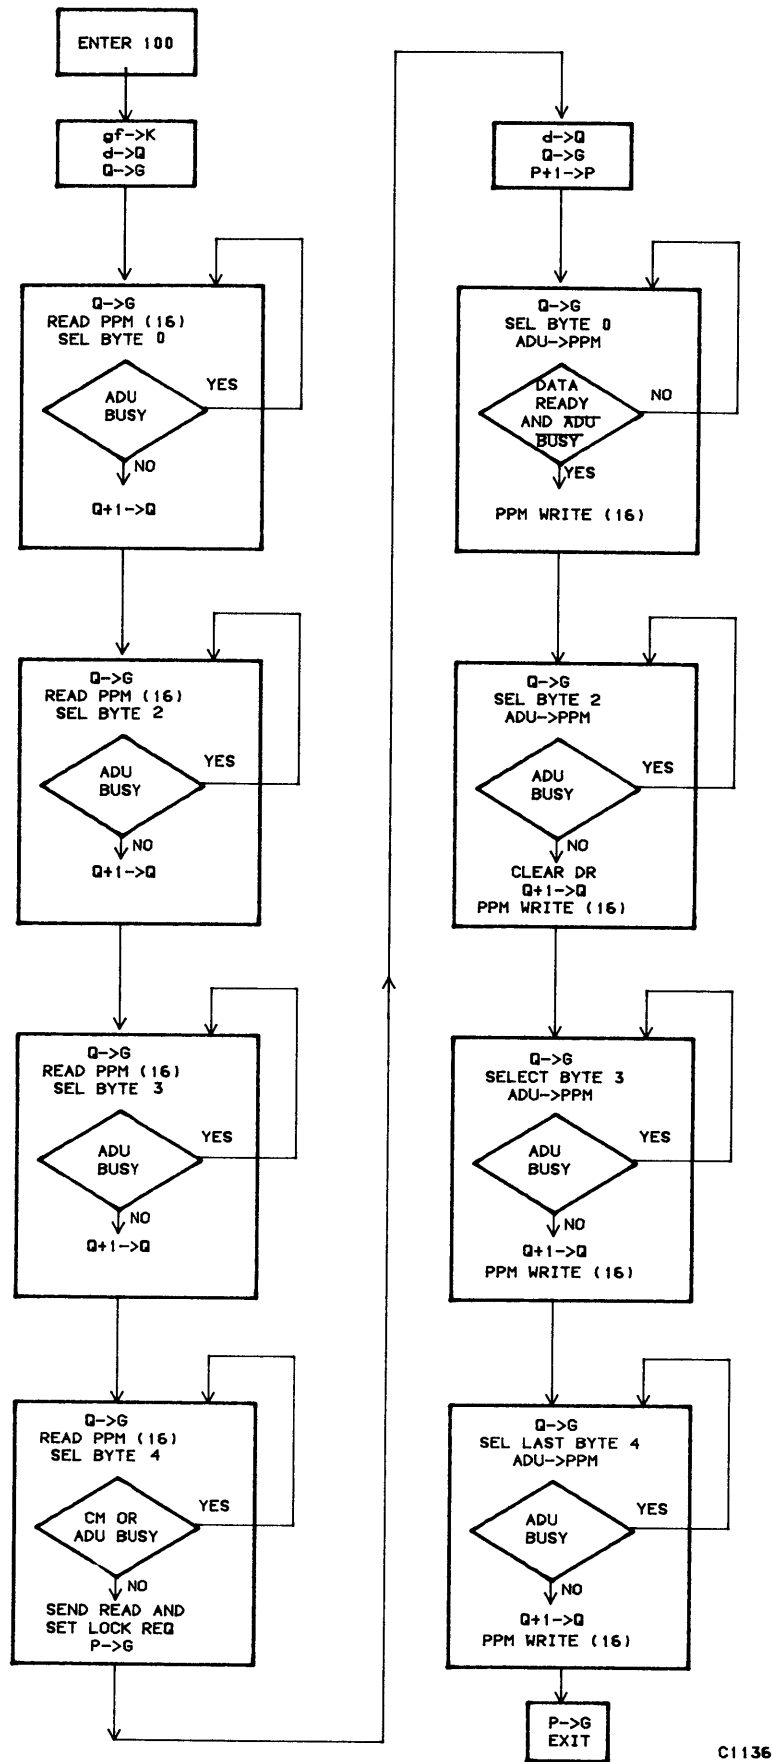 ENTER 100
gf->K
d->Q
Q->G
Q->G
READ PPM (16)
SEL BYTE 0
ADU
BUSY
YES
NO
Q+1->Q
Q->G
READ PPM (16)
SEL BYTE 2
ADU
BUSY
YES
NO
Q+1->Q
Q->G
READ PPM (16)
SEL BYTE 3
ADU
BUSY
YES
NO
Q+1->Q
Q->G
READ PPM (16)
SEL BYTE 4
CM OR
ADU BUSY
YES
NO
SEND READ AND
SET LOCK REQ
P->G
d->Q
Q->G
P+1->P
Q->G
SEL BYTE 0
ADU->PPM
DATA
READY
AND ADU
BUSY
NO
YES
PPM WRITE (16)
Q->G
SEL BYTE 2
ADU->PPM
ADU
BUSY
YES
NO
CLEAR DR
Q+1->Q
PPM WRITE (16)
Q->G
SELECT BYTE 3
ADU->PPM
ADU
BUSY
YES
NO
Q+1->Q
PPM WRITE (16)
Q->G
SEL LAST BYTE 4
ADU->PPM
ADU
BUSY
YES
NO
Q+1->Q
PPM WRITE (16)
P->G
EXIT
C1136